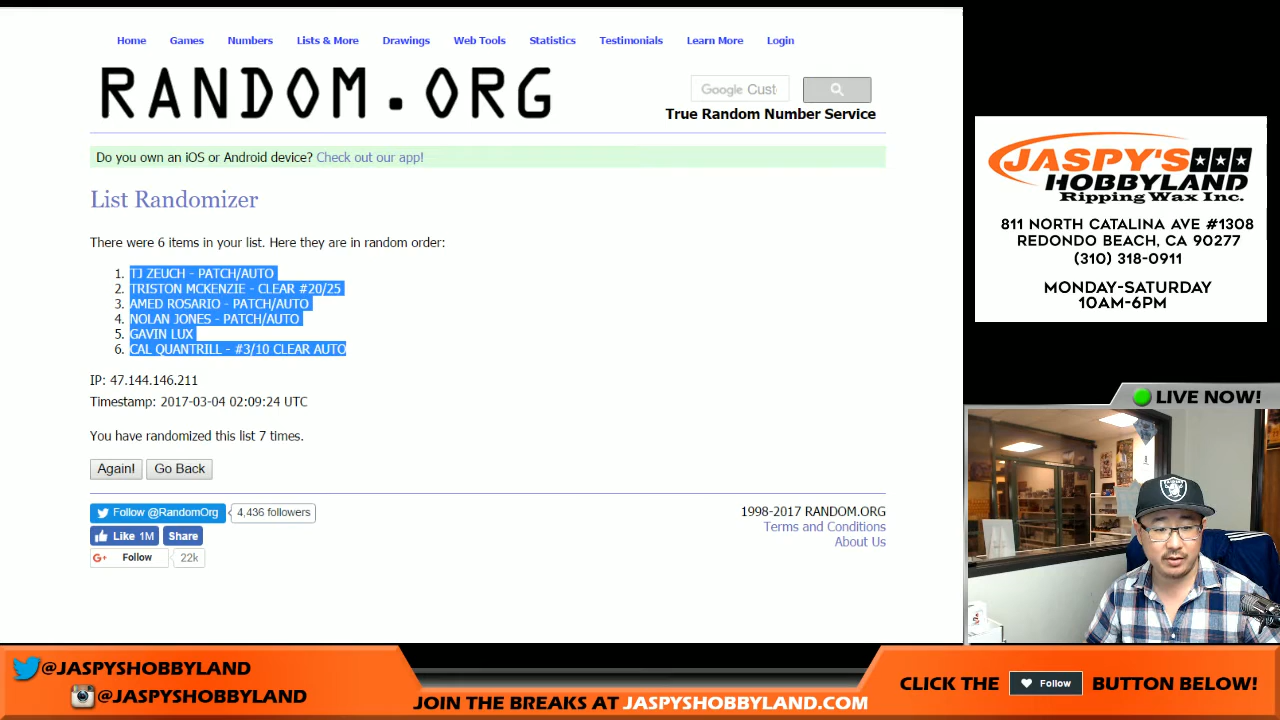 Home Games Numbers Lists & More Drawings Web Tools Statistics Testimonials Learn More Login
RANDOM.ORG
Google Cust
True Random Number Service
Do you own an iOS or Android device? Check out our app!
List Randomizer
There were 6 items in your list. Here they are in random order:
1. TJ ZEUCH - PATCH/AUTO
2. TRISTON MCKENZIE - CLEAR #20/25
3. AMED ROSARIO - PATCH/AUTO
4. NOLAN JONES - PATCH/AUTO
5. GAVIN LUX
6. CAL QUANTRILL - #3/10 CLEAR AUTO
IP: 47.144.146.211
Timestamp: 2017-03-04 02:09:24 UTC
You have randomized this list 7 times.
Again! Go Back
Follow @RandomOrg 4,436 followers
Like 1M Share
G+ Follow 22k
1998-2017 RANDOM.ORG
Terms and Conditions
About Us
JASPY'S
HOBBYLAND
Ripping Wax Inc.
811 NORTH CATALINA AVE #1308
REDONDO BEACH, CA 90277
(310) 318-0911
MONDAY-SATURDAY
10AM-6PM
LIVE NOW!
@JASPYSHOBBYLAND
@JASPYSHOBBYLAND
JOIN THE BREAKS AT JASPYSHOBBYLAND.COM
CLICK THE Follow BUTTON BELOW!